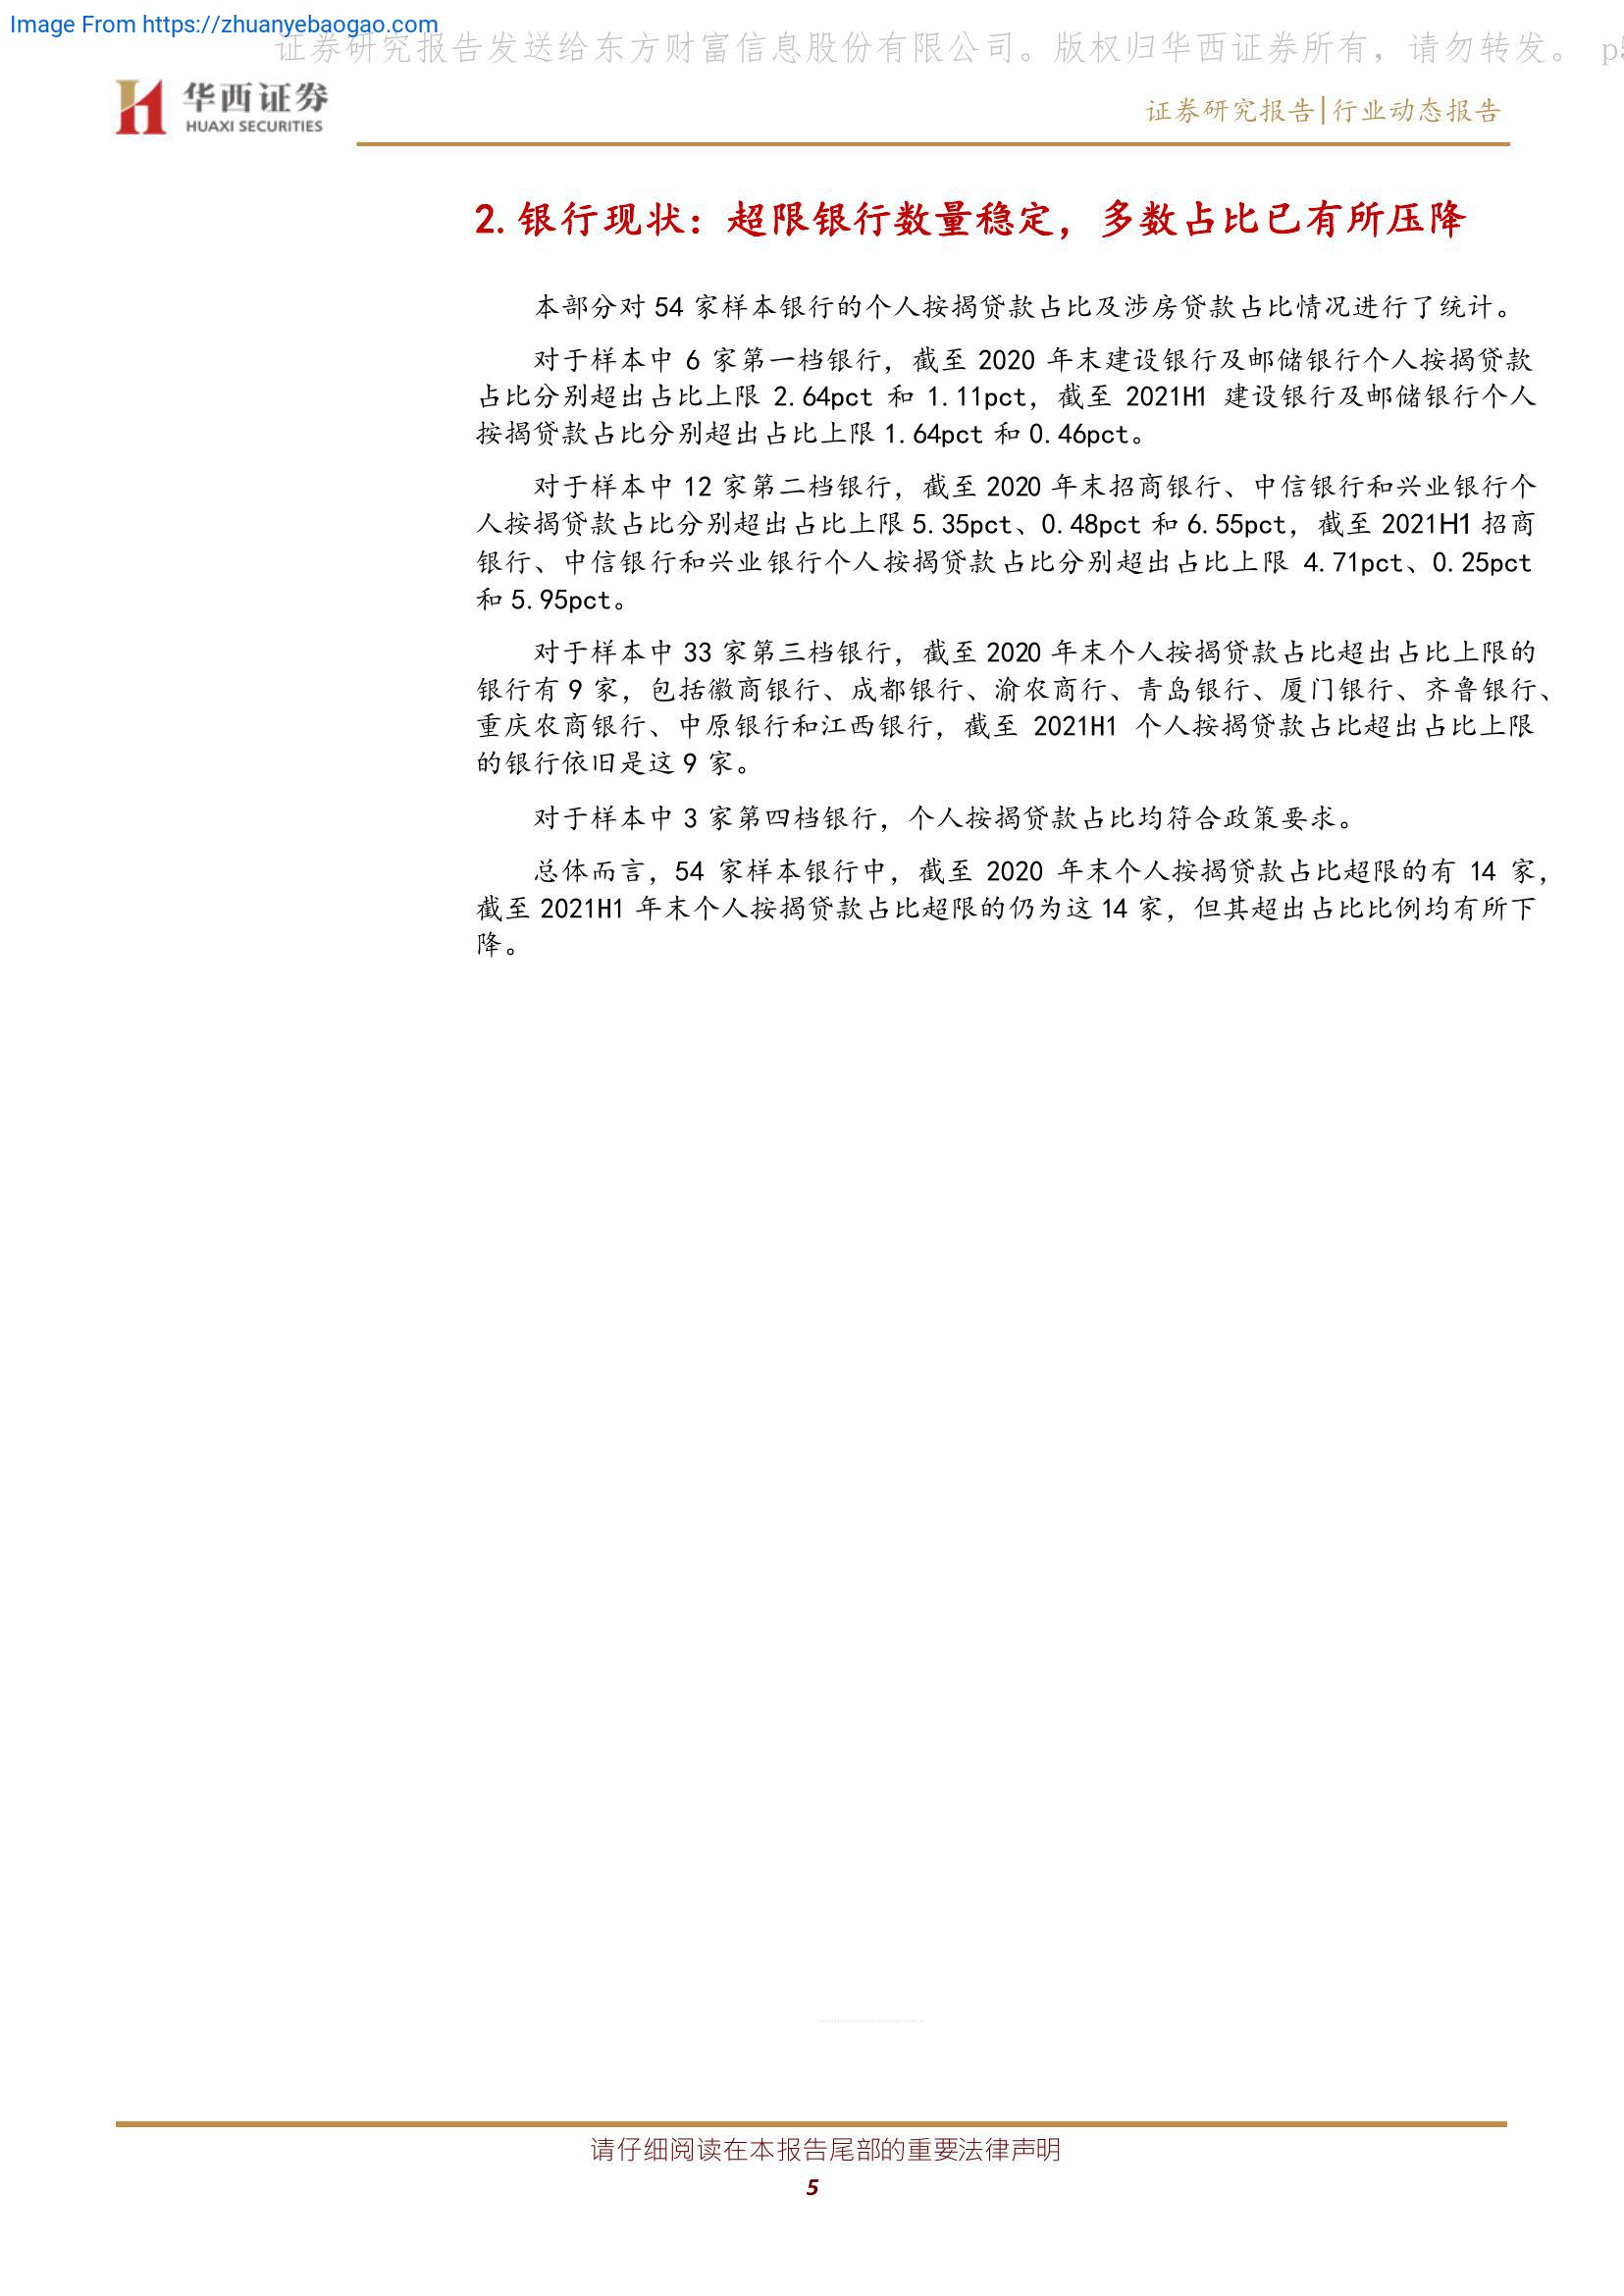 Image From https://zhuanyebaogao.com
证券研究报告发送给东方财富信息股份有限公司。版权归华西证券所有，请勿转发。 p5
华西证券
HUAXI SECURITIES
证券研究报告|行业动态报告
2. 银行现状：超限银行数量稳定，多数占比已有所压降
本部分对 54 家样本银行的个人按揭贷款占比及涉房贷款占比情况进行了统计。
对于样本中 6 家第一档银行，截至 2020 年末建设银行及邮储银行个人按揭贷款
占比分别超出占比上限 2.64pct 和 1.11pct，截至 2021H1 建设银行及邮储银行个人
按揭贷款占比分别超出占比上限 1.64pct 和 0.46pct。
对于样本中 12 家第二档银行，截至 2020 年末招商银行、中信银行和兴业银行个
人按揭贷款占比分别超出占比上限 5.35pct、0.48pct 和 6.55pct，截至 2021H1 招商
银行、中信银行和兴业银行个人按揭贷款占比分别超出占比上限 4.71pct、0.25pct
和 5.95pct。
对于样本中 33 家第三档银行，截至 2020 年末个人按揭贷款占比超出占比上限的
银行有 9 家，包括徽商银行、成都银行、渝农商行、青岛银行、厦门银行、齐鲁银行、
重庆农商银行、中原银行和江西银行，截至 2021H1 个人按揭贷款占比超出占比上限
的银行依旧是这 9 家。
对于样本中 3 家第四档银行，个人按揭贷款占比均符合政策要求。
总体而言，54 家样本银行中，截至 2020 年末个人按揭贷款占比超限的有 14 家，
截至 2021H1 年末个人按揭贷款占比超限的仍为这 14 家，但其超出占比比例均有所下
降。
请仔细阅读在本报告尾部的重要法律声明
5